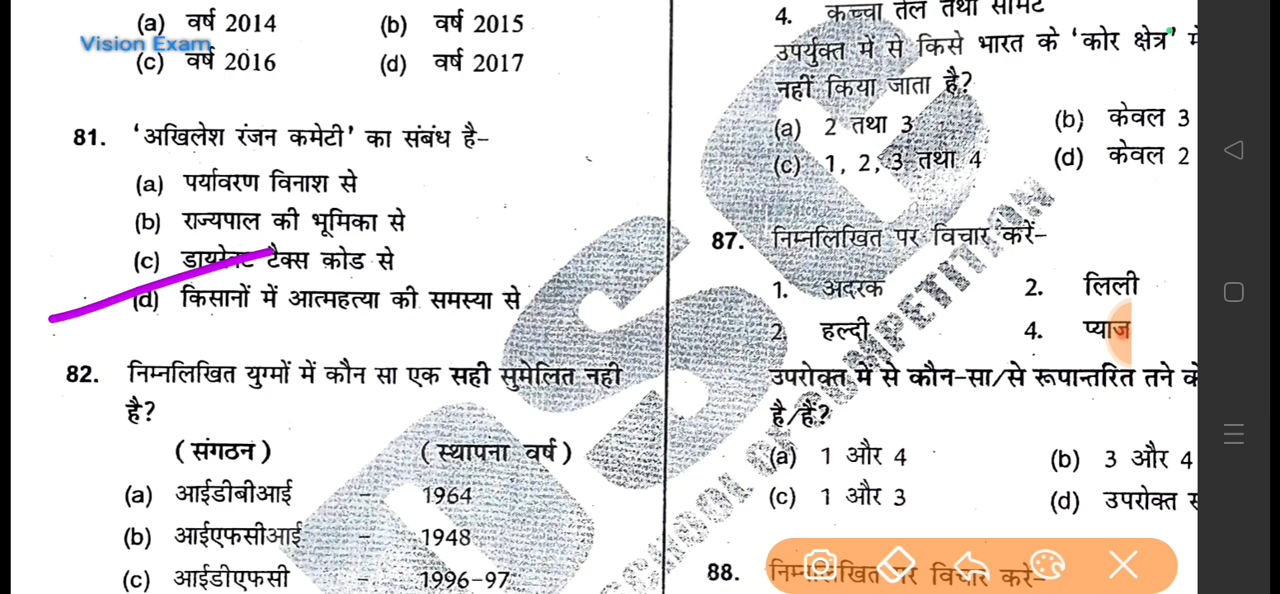 (a) वर्ष 2014 (b) वर्ष 2015
Vision Exam
(c) वर्ष 2016 (d) वर्ष 2017
81. 'अखिलेश रंजन कमेटी' का संबंध है-
(a) पर्यावरण विनाश से
(b) राज्यपाल की भूमिका से
(c) डायरेक्ट टैक्स कोड से
(d) किसानों में आत्महत्या की समस्या से
82. निम्नलिखित युग्मों में कौन सा एक सही सुमेलित नही
है?
(संगठन) (स्थापना वर्ष)
(a) आईडीबीआई - 1964
(b) आईएफसीआई - 1948
(c) आईडीएफसी - 1996-97
4. कच्चा तेल तथा सीमेंट
उपर्युक्त में से किसे भारत के 'कोर क्षेत्र' में
नहीं किया जाता है?
(a) 2 तथा 3 (b) केवल 3
(c) 1, 2, 3 तथा 4 (d) केवल 2
87. निम्नलिखित पर विचार करें-
1. अदरक 2. लिली
2. हल्दी 4. प्याज
उपरोक्त में से कौन-सा/से रूपान्तरित तने के
है/हैं?
(a) 1 और 4 (b) 3 और 4
(c) 1 और 3 (d) उपरोक्त
88. निम्नलिखित पर विचार करे-